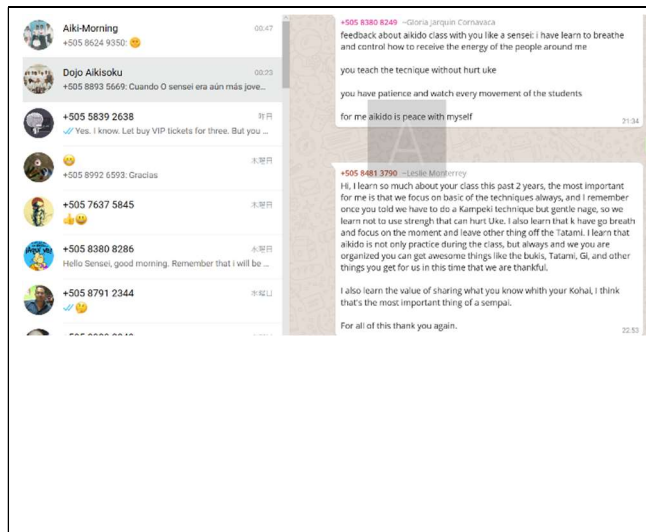 Aiki-Morning 00:47
+505 8624 9350:
Dojo Aikisoku 00:23
+505 8893 5669: Cuando O sensei era aún más jove...
+505 5839 2638 昨日
Yes. I know. Let buy VIP tickets for three. But you ...
水曜日
+505 8992 6593: Gracias
+505 7637 5845 水曜日
+505 8380 8286 水曜日
Hello Sensei, good morning. Remember that i will be ...
+505 8791 2344 水曜日
+505 8380 8249 ~Gloria Jarquin Cornavaca
feedback about aikido class with you like a sensei: i have learn to breathe
and control how to receive the energy of the people around me
you teach the tecnique without hurt uke
you have patience and watch every movement of the students
for me aikido is peace with myself
21:34
+505 8481 3790 ~Leslie Monterrey
Hi, I learn so much about your class this past 2 years, the most important
for me is that we focus on basic of the techniques always, and I remember
once you told we have to do a Kampeki technique but gentle nage, so we
learn not to use strengh that can hurt Uke. I also learn that k have go breath
and focus on the moment and leave other thing off the Tatami. I learn that
aikido is not only practice during the class, but always and we you are
organized you can get awesome things like the bukis, Tatami, Gi, and other
things you get for us in this time that we are thankful.
I also learn the value of sharing what you know whith your Kohai, I think
that's the most important thing of a sempai.
For all of this thank you again.
22:53